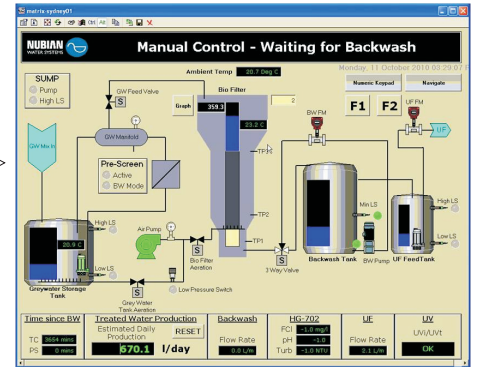 matrix-sydney01
Ctrl Alt
NUBIAN
WATER SYSTEMS
Manual Control - Waiting for Backwash
Monday, 11 October 2010 03:29:07 P
Ambient Temp 20.7 Deg C
SUMP
Pump
High LS
GW Feed Valve
S
Graph
Bio Filter
359.3
2
23.2 C
Numeric Keypad
Navigate
F1 F2
BW FM
UF FM
UF
GW Mix In
GW Manifold
Pre-Screen
Active
BW Mode
TP3
TP2
TP1
Min LS
High LS
High LS
Low LS
Low LS
20.9 C
Air Pump
S
Bio Filter
Aeration
3 Way Valve
Backwash Tank
BW Pump
UF FeedTank
Greywater Storage
Tank
S
Grey Water
Tank Aeration
Low Pressure Switch
Time since BW
TC 3654 mins
PS 0 mins
Treated Water Production
Estimated Daily
Production
RESET
670.1 l/day
Backwash
Flow Rate
0.0 L/m
HG-702
FCl -1.0 mg/l
pH -1.0
Turb -1.0 NTU
UF
Flow Rate
2.1 L/m
UV
UVi/UVt
OK